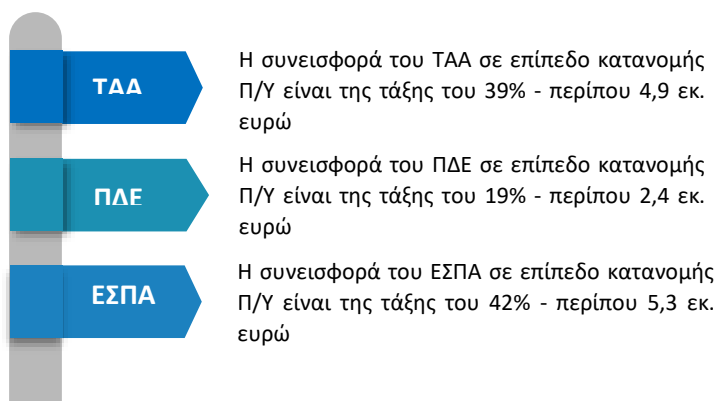 ΤΑΑ
Η συνεισφορά του ΤΑΑ σε επίπεδο κατανομής
Π/Υ είναι της τάξης του 39% - περίπου 4,9 εκ.
ευρώ
ΠΔΕ
Η συνεισφορά του ΠΔΕ σε επίπεδο κατανομής
Π/Υ είναι της τάξης του 19% - περίπου 2,4 εκ.
ευρώ
ΕΣΠΑ
Η συνεισφορά του ΕΣΠΑ σε επίπεδο κατανομής
Π/Υ είναι της τάξης του 42% - περίπου 5,3 εκ.
ευρώ